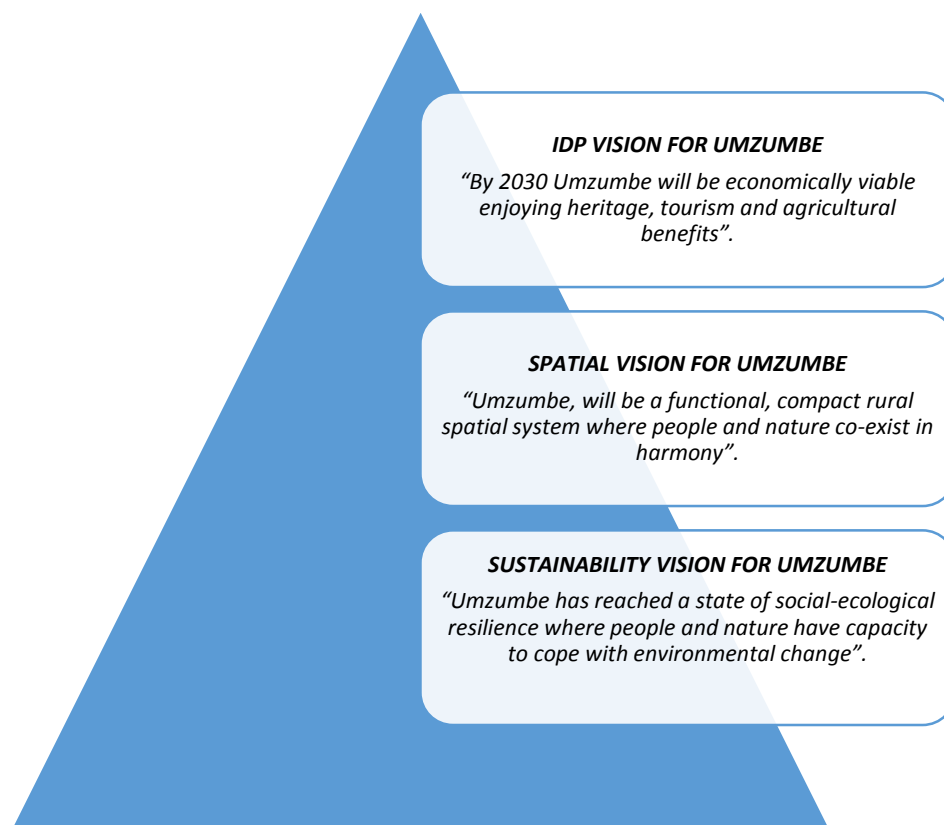 IDP VISION FOR UMZUMBE
“By 2030 Umzumbe will be economically viable
enjoying heritage, tourism and agricultural
benefits”.
SPATIAL VISION FOR UMZUMBE
“Umzumbe, will be a functional, compact rural
spatial system where people and nature co-exist in
harmony”.
SUSTAINABILITY VISION FOR UMZUMBE
“Umzumbe has reached a state of social-ecological
resilience where people and nature have capacity
to cope with environmental change”.